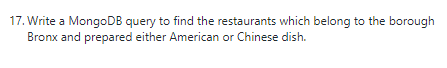 17. Write a MongoDB query to find the restaurants which belong to the borough
Bronx and prepared either American or Chinese dish.